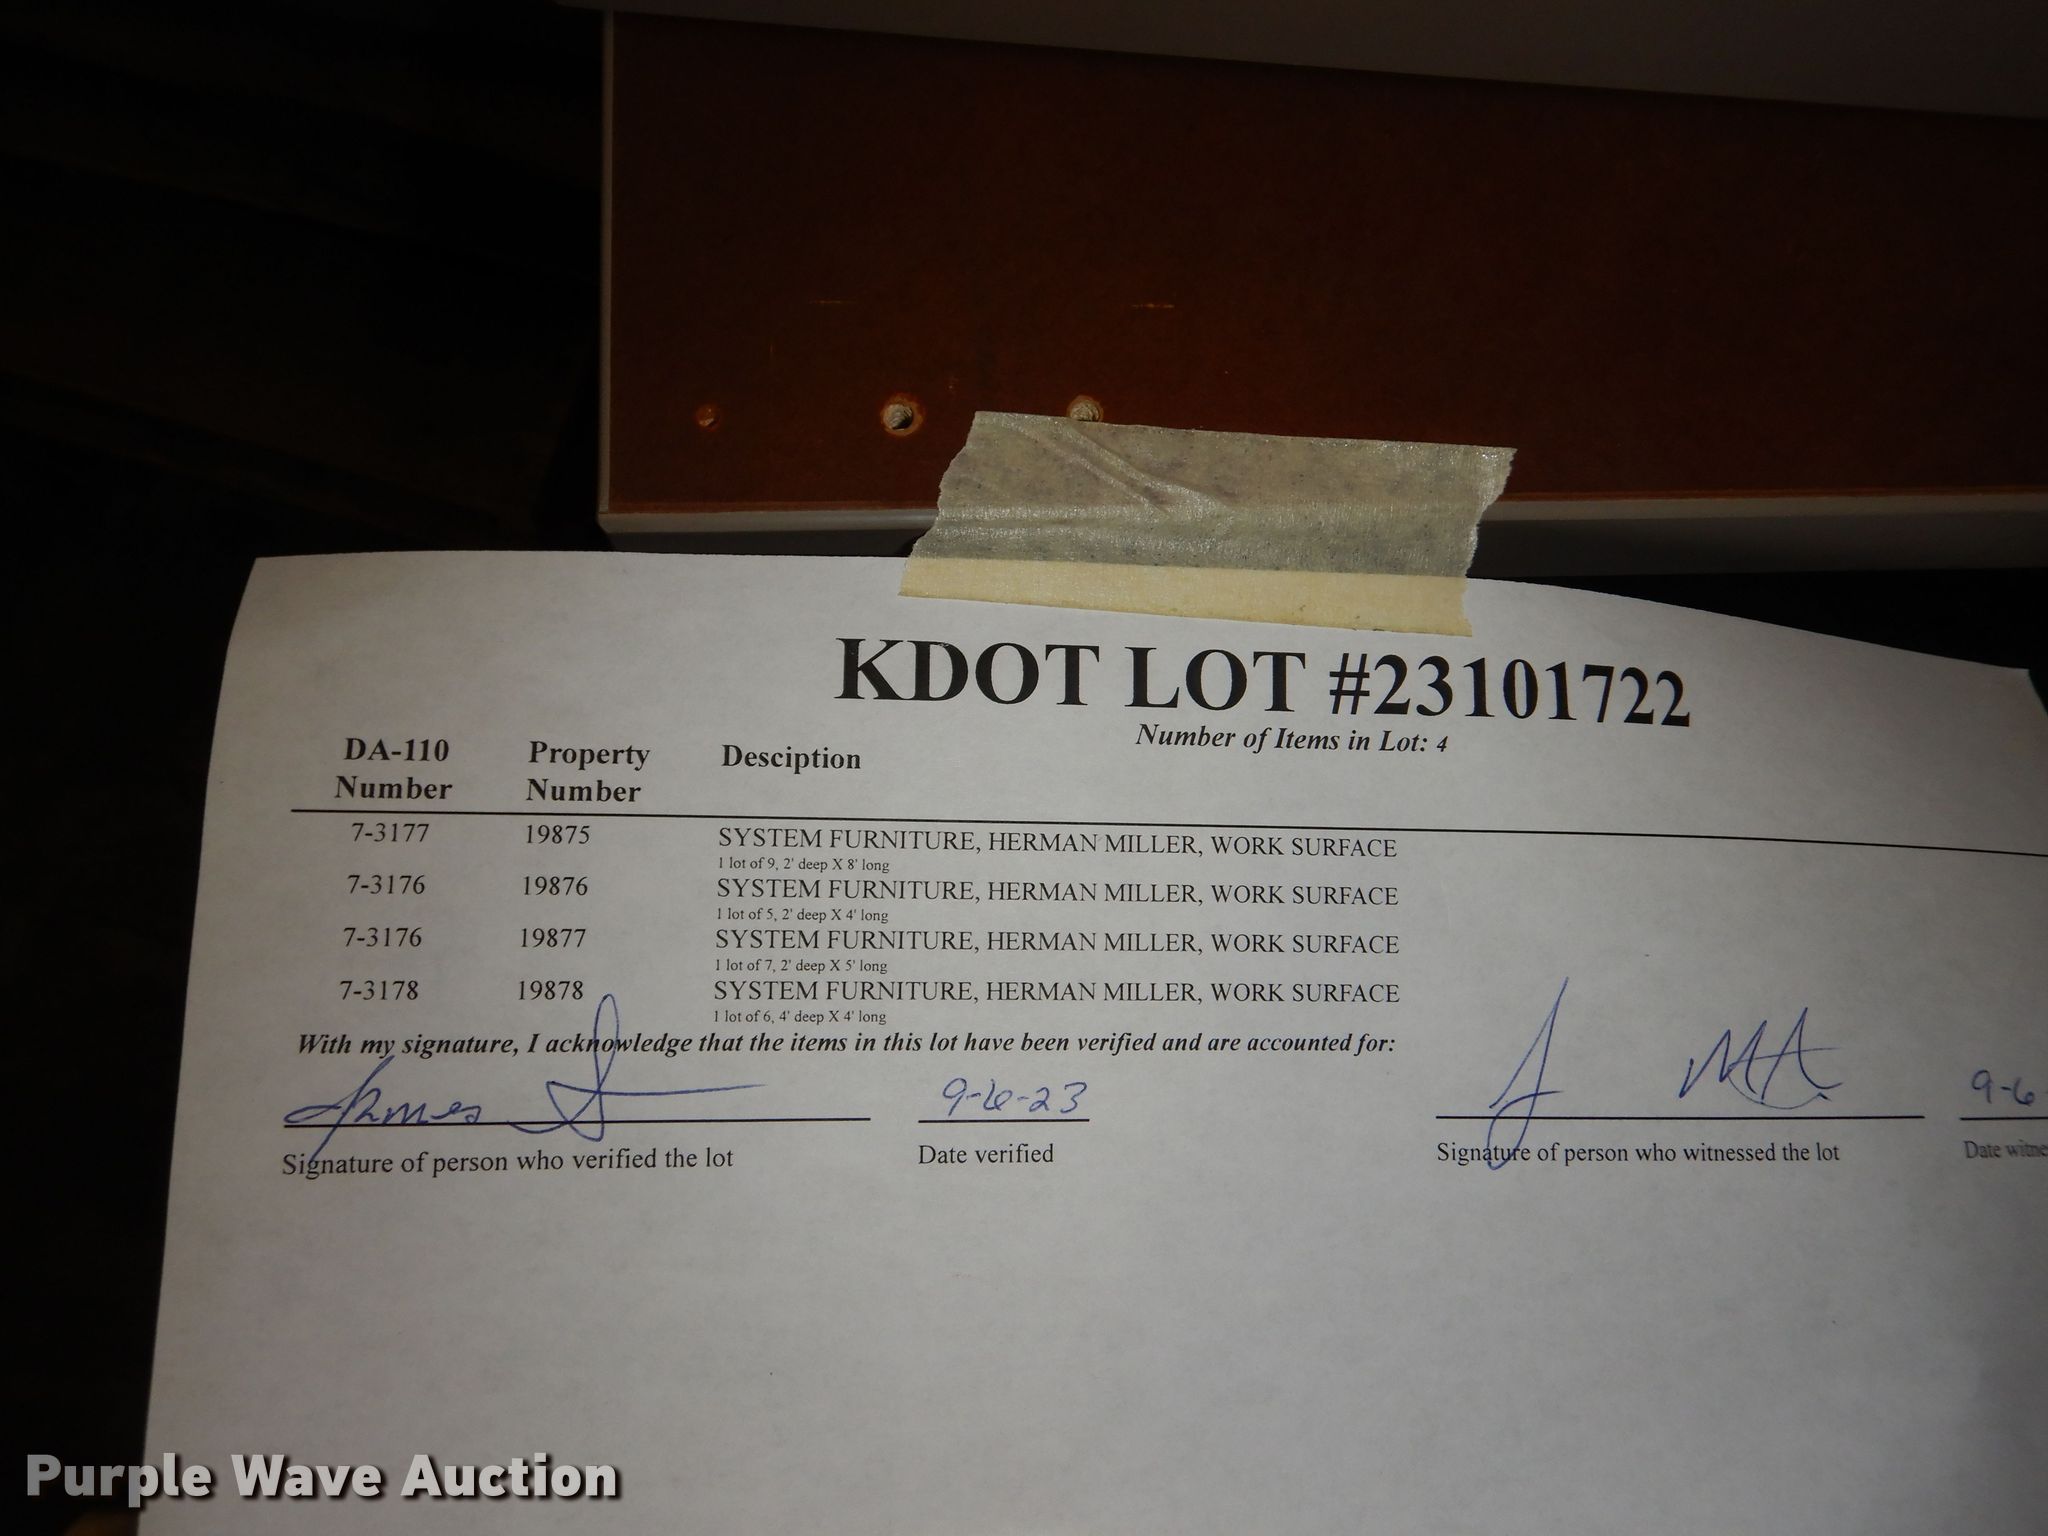 KDOT LOT #23101722
Number of Items in Lot: 4
DA-110 Number Property Number Desciption
7-3177 19875 SYSTEM FURNITURE, HERMAN MILLER, WORK SURFACE
1 lot of 9, 2' deep X 8' long
7-3176 19876 SYSTEM FURNITURE, HERMAN MILLER, WORK SURFACE
1 lot of 5, 2' deep X 4' long
7-3176 19877 SYSTEM FURNITURE, HERMAN MILLER, WORK SURFACE
1 lot of 7, 2' deep X 5' long
7-3178 19878 SYSTEM FURNITURE, HERMAN MILLER, WORK SURFACE
1 lot of 6, 4' deep X 4' long
With my signature, I acknowledge that the items in this lot have been verified and are accounted for:
James 9-6-23 9-6
Signature of person who verified the lot Date verified Signature of person who witnessed the lot Date witne
Purple Wave Auction